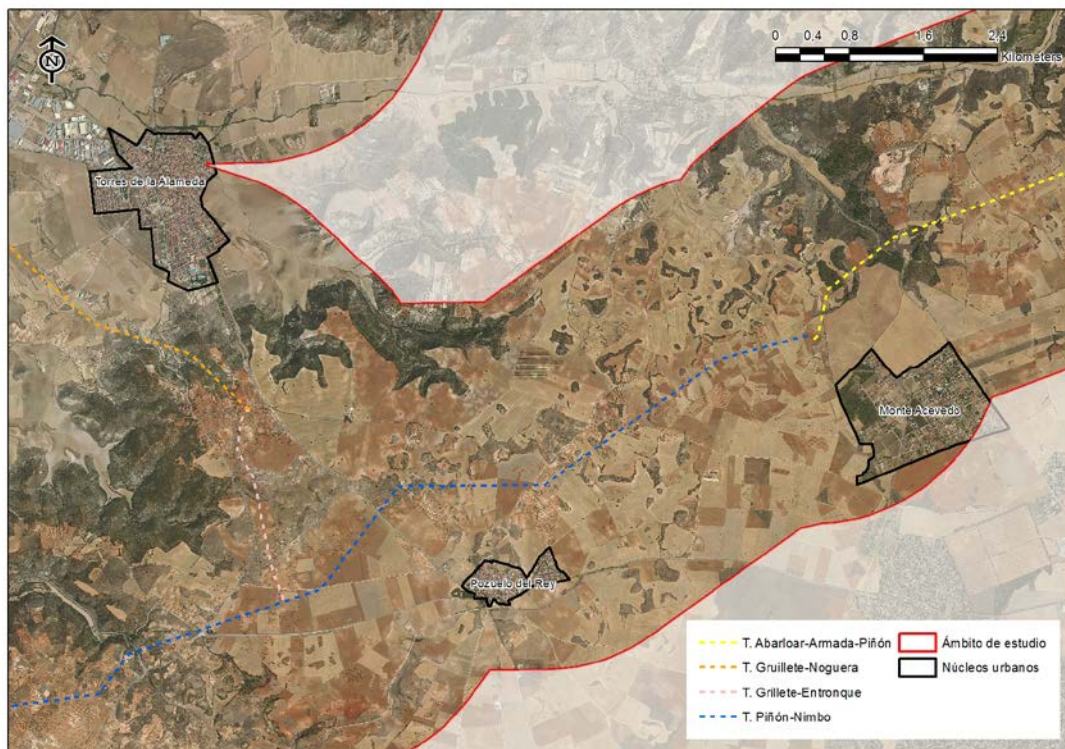 N
0 0.4 0.8 1.6 2,4
Kilometers
Torres de la Alameda
Monte Acevedo
Pozuelo del Rey
T. Abarloar-Armada-Piñón
T. Gruillete-Noguera
T. Grillete-Entronque
T. Piñón-Nimbo
Ámbito de estudio
Núcleos urbanos